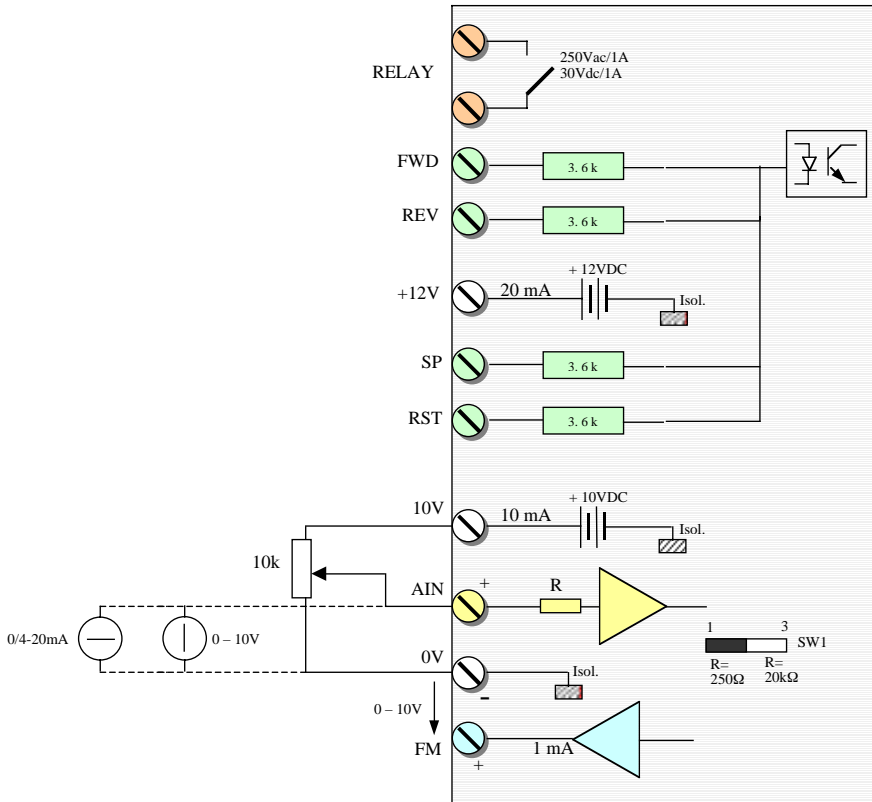 250Vac/1A
RELAY
30Vdc/1A
FWD
3. 6 k
REV
3. 6 k
+ 12VDC
+12V
20 mA
Isol.
SP
3. 6 k
RST
3. 6 k
+ 10VDC
10V
10 mA
Isol.
10k
AIN
+
R
1 3
SW1
0/4-20mA
0 – 10V
R=
250Ω
R=
20kΩ
0V
Isol.
-
0 – 10V
FM
1 mA
+